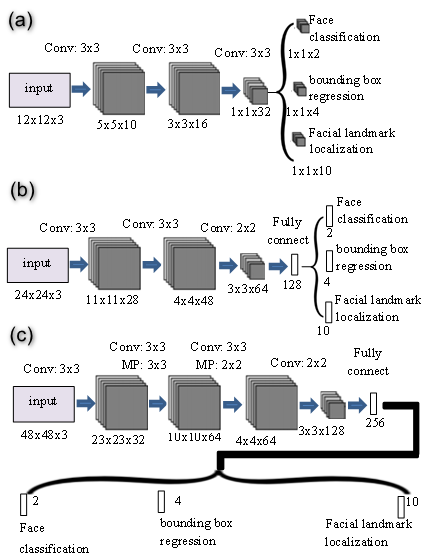 (a)
Conv: 3x3
Conv: 3x3
Conv: 3x3
Face
classification
1x1x2
input
bounding box
regression
12x12x3
5x5x10
3x3x16
1x1x32
1x1x4
Facial landmark
localization
1x1x10
(b)
Conv: 3x3
Conv: 3x3
Conv: 2x2
Fully
connect
Face
classification
2
input
bounding box
regression
24x24x3
11x11x28
4x4x48
3x3x64
128
4
Facial landmark
localization
10
(c)
Conv: 3x3
Conv: 3x3
MP: 3x3
Conv: 3x3
MP: 2x2
Conv: 2x2
Fully
connect
input
48x48x3
23x23x32
10x10x64
4x4x64
3x3x128
256
2
4
10
Face
classification
bounding box
regression
Facial landmark
localization